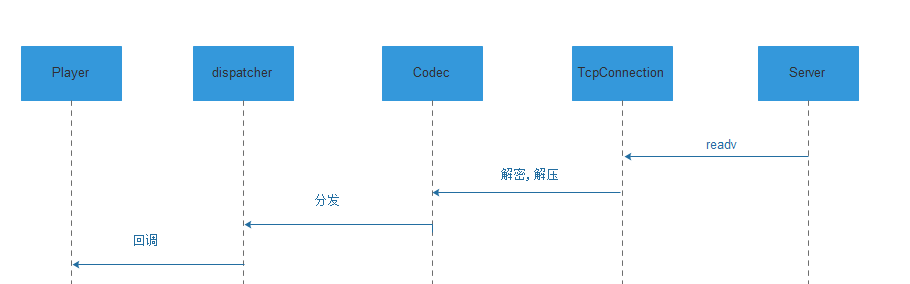 Player
dispatcher
Codec
TcpConnection
Server
readv
解密, 解压
分发
回调